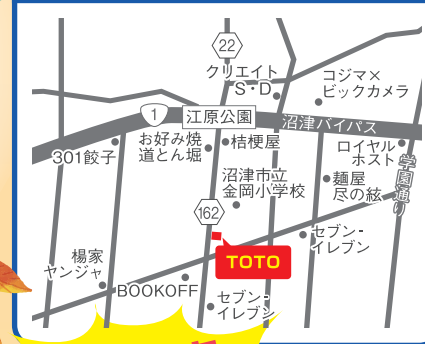 22
クリエイト
S・D
コジマ×
ビックカメラ
1
江原公園
沼津バイパス
301餃子
お好み焼
道とん堀
桔梗屋
ロイヤル
ホスト
学園通り
沼津市立
金岡小学校
麺屋
尽の絃
162
セブン-
イレブン
TOTO
楊家
ヤンジャ
BOOKOFF
セブン-
イレブン